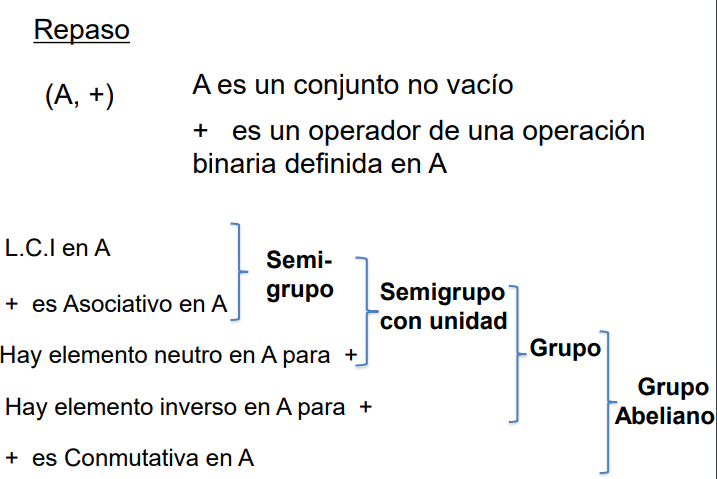 Repaso
(A, +)
A es un conjunto no vacío
+ es un operador de una operación
binaria definida en A
L.C.I en A
+ es Asociativo en A
Semi-
grupo
Hay elemento neutro en A para +
Semigrupo
con unidad
Hay elemento inverso en A para +
Grupo
+ es Conmutativa en A
Grupo
Abeliano